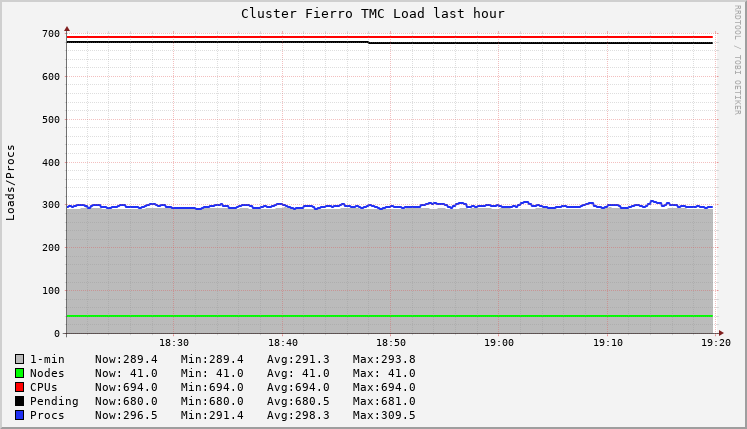 Cluster Fierro TMC Load last hour
RRDTOOL / TOBI OETIKER
Loads/Procs
700
600
500
400
300
200
100
0
18:30 18:40 18:50 19:00 19:10 19:20
1-min Now:289.4 Min:289.4 Avg:291.3 Max:293.8
Nodes Now: 41.0 Min: 41.0 Avg: 41.0 Max: 41.0
CPUs Now:694.0 Min:694.0 Avg:694.0 Max:694.0
Pending Now:680.0 Min:680.0 Avg:680.5 Max:681.0
Procs Now:296.5 Min:291.4 Avg:298.3 Max:309.5